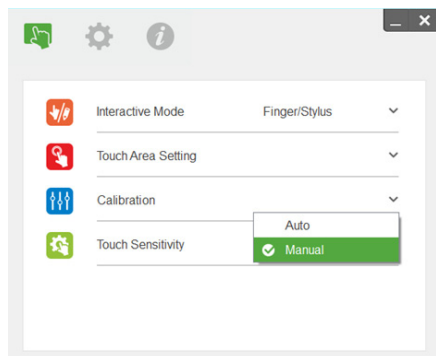 Interactive Mode Finger/Stylus
Touch Area Setting
Calibration
Auto
Touch Sensitivity Manual